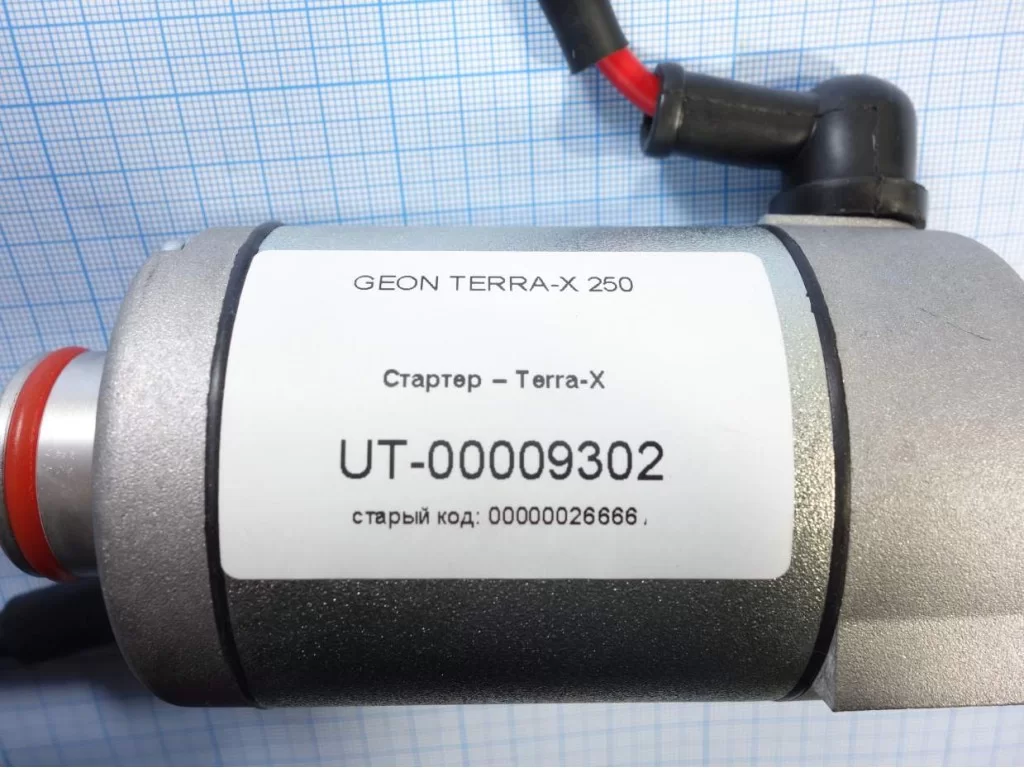 GEON TERRA-X 250
Стартер – Terra-X
UT-00009302
старый код: 00000026666 ,